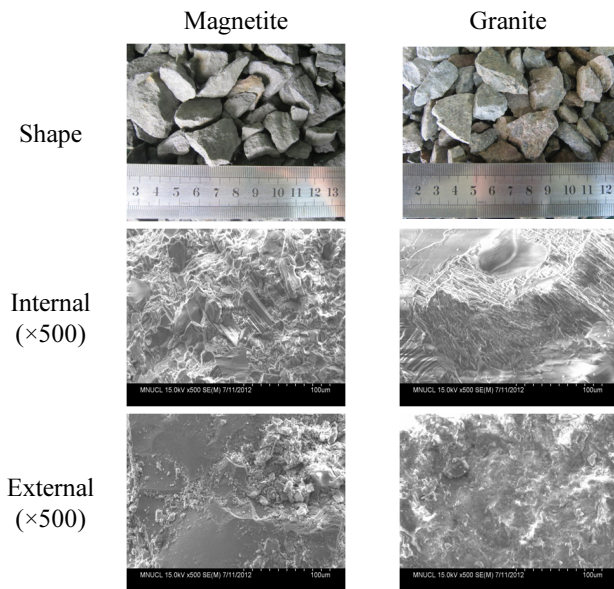 Magnetite Granite
Shape
3 4 5 6 7 8 9 10 11 12 13
2 3 4 5 6 7 8 9 10 11 12
Internal
(×500)
MNUCL 15.0kV x500 SE(M) 7/11/2012 100um
MNUCL 15.0kV x500 SE(M) 7/11/2012 100um
External
(×500)
MNUCL 15.0kV x500 SE(M) 7/11/2012 100um
MNUCL 15.0kV x500 SE(M) 7/11/2012 100um